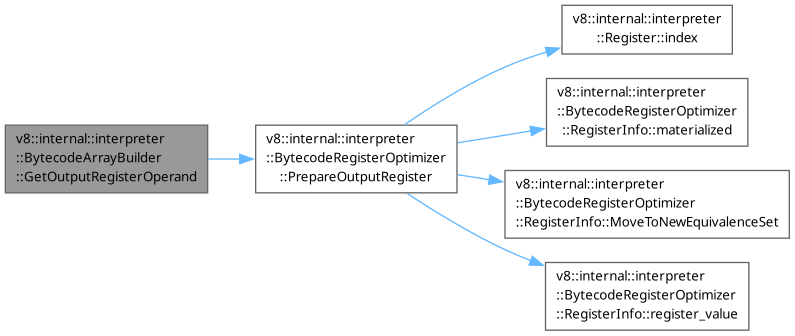 v8::internal::interpreter
::BytecodeArrayBuilder
::GetOutputRegisterOperand
v8::internal::interpreter
::BytecodeRegisterOptimizer
::PrepareOutputRegister
v8::internal::interpreter
::Register::index
v8::internal::interpreter
::BytecodeRegisterOptimizer
::RegisterInfo::materialized
v8::internal::interpreter
::BytecodeRegisterOptimizer
::RegisterInfo::MoveToNewEquivalenceSet
v8::internal::interpreter
::BytecodeRegisterOptimizer
::RegisterInfo::register_value